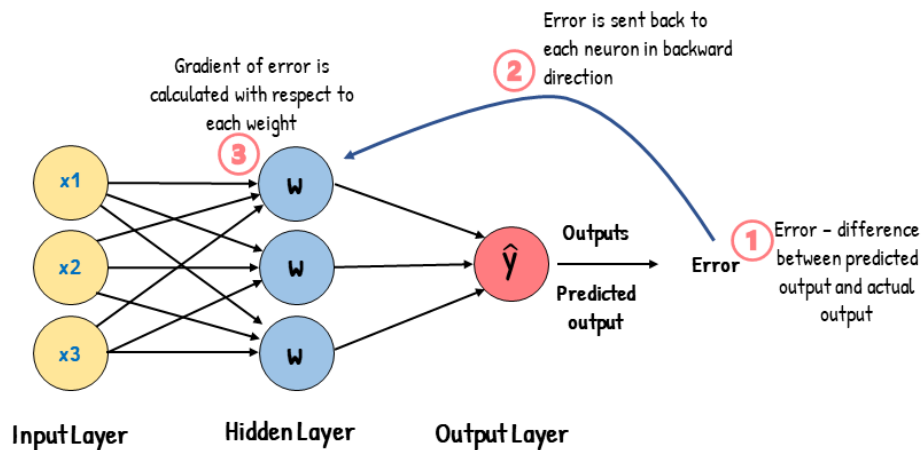 Error is sent back to
each neuron in backward
direction
2
Gradient of error is
calculated with respect to
each weight
3
x1
x2
x3
w
w
w
ŷ
Outputs
Predicted
output
Error
1
Error - difference
between predicted
output and actual
output
Input Layer
Hidden Layer
Output Layer